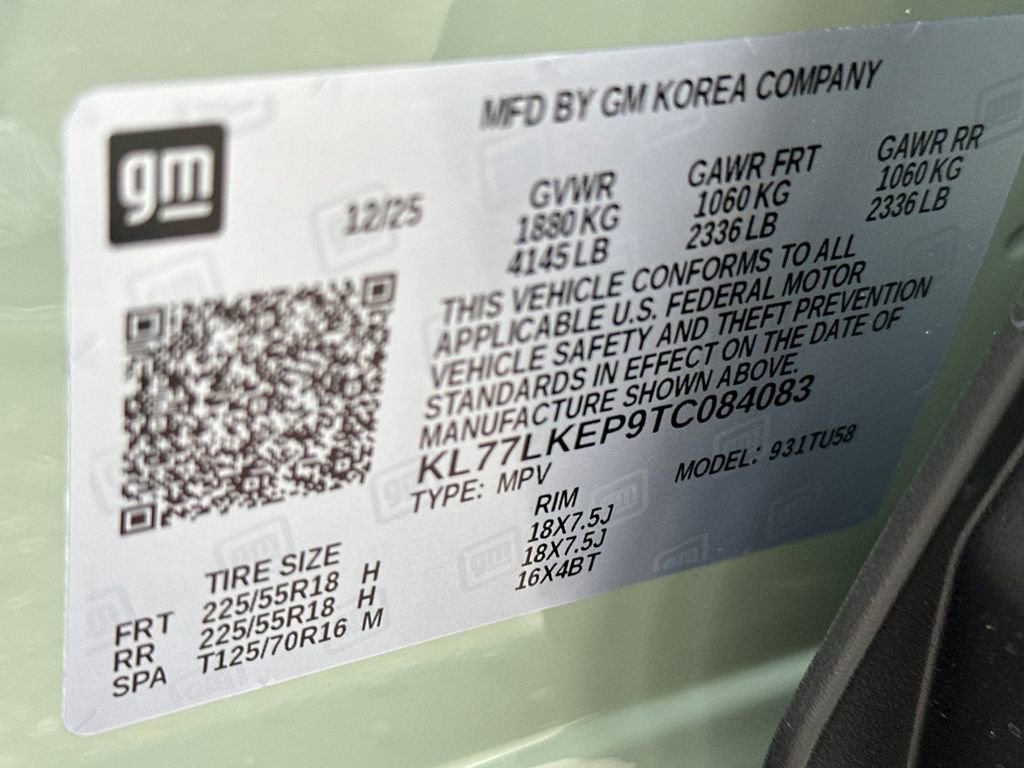 gm
MFD BY GM KOREA COMPANY
12/25
GVWR GAWR FRT GAWR RR
1880 KG 1060 KG 1060 KG
4145 LB 2336 LB 2336 LB
THIS VEHICLE CONFORMS TO ALL
APPLICABLE U.S. FEDERAL MOTOR
VEHICLE SAFETY AND THEFT PREVENTION
STANDARDS IN EFFECT ON THE DATE OF
MANUFACTURE SHOWN ABOVE.
KL77LKEP9TC084083
TYPE: MPV MODEL: 931TU58
TIRE SIZE RIM
FRT 225/55R18 H 18X7.5J
RR 225/55R18 H 18X7.5J
SPA T125/70R16 M 16X4BT